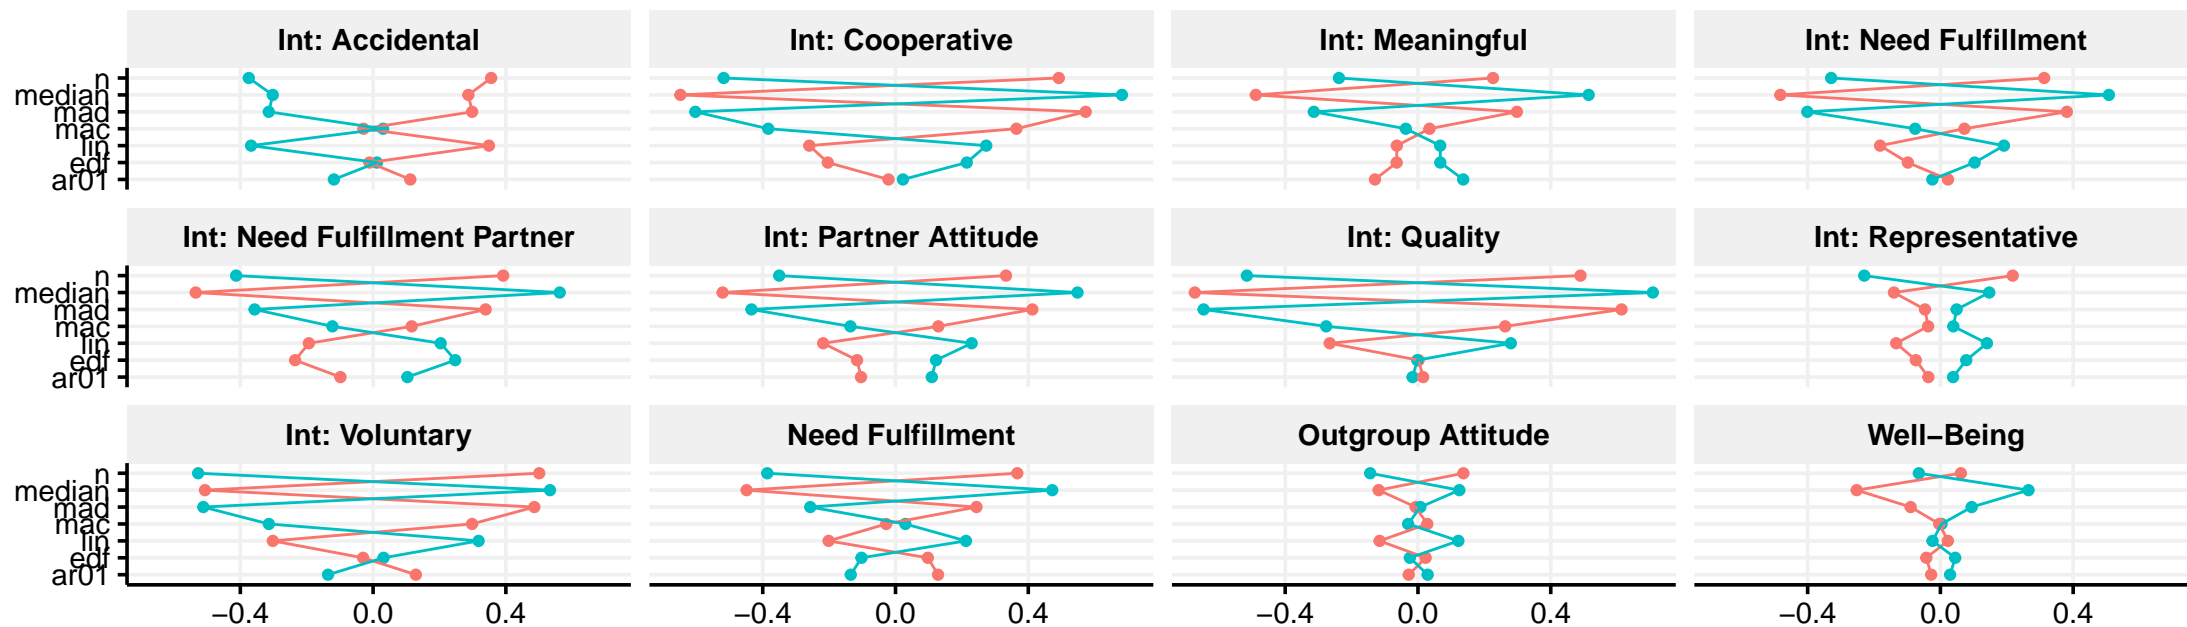 Int: Accidental
Int: Cooperative
Int: Meaningful
Int: Need Fulfillment
n
median
mad
mac
lin
edf
ar01
Int: Need Fulfillment Partner
Int: Partner Attitude
Int: Quality
Int: Representative
n
median
mad
mac
lin
edf
ar01
Int: Voluntary
Need Fulfillment
Outgroup Attitude
Well−Being
n
median
mad
mac
lin
edf
ar01
−0.4 0.0 0.4
−0.4 0.0 0.4
−0.4 0.0 0.4
−0.4 0.0 0.4